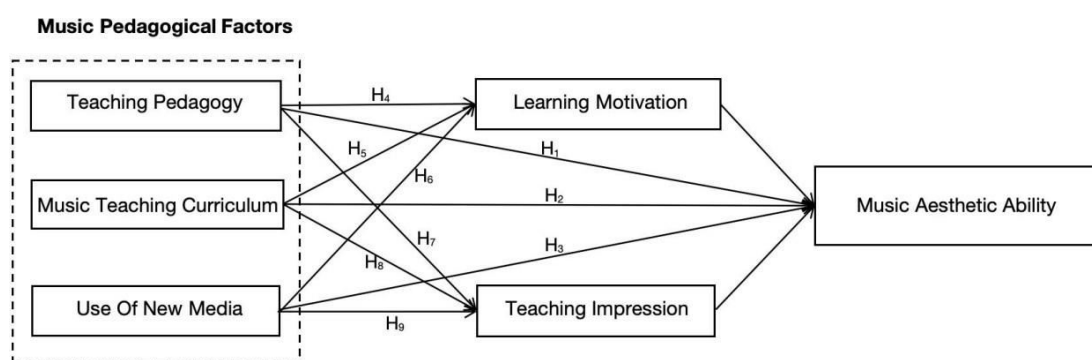 Music Pedagogical Factors
Teaching Pedagogy
H4
Learning Motivation
H5
H1
H6
Music Teaching Curriculum
H2
Music Aesthetic Ability
H7
H3
H8
Use Of New Media
H9
Teaching Impression